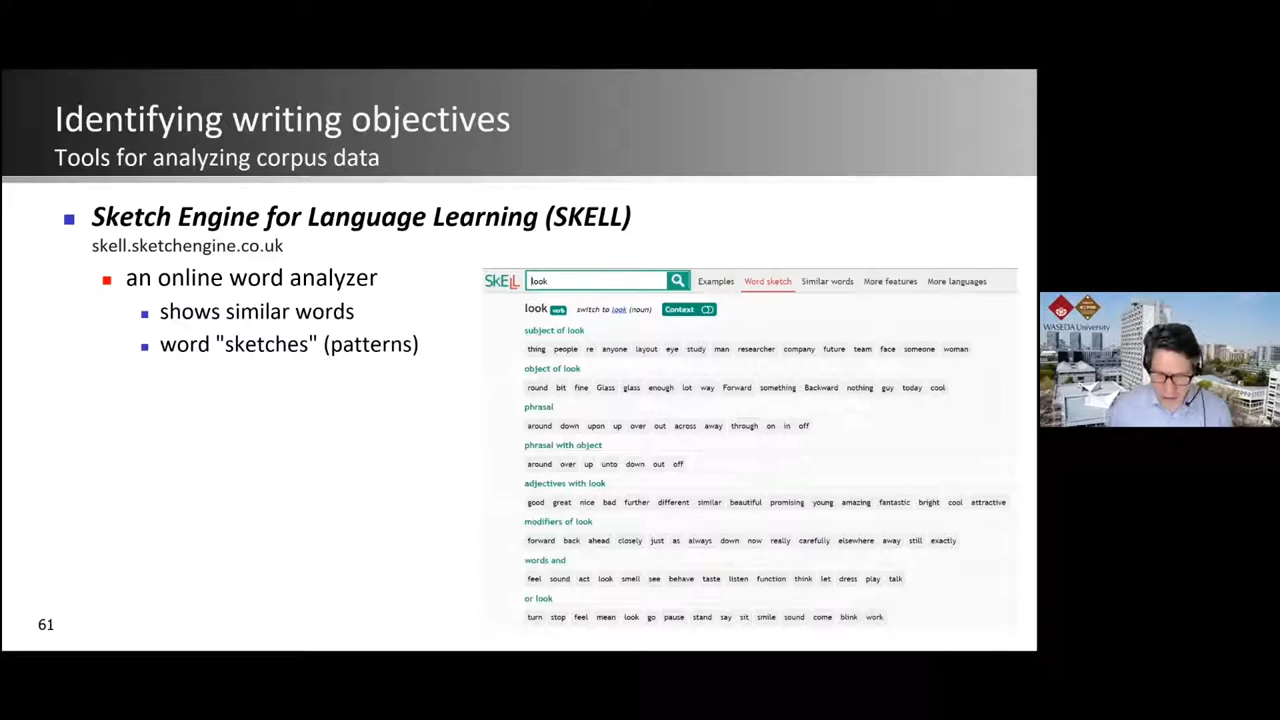 Identifying writing objectives
Tools for analyzing corpus data
Sketch Engine for Language Learning (SKELL)
skell.sketchengine.co.uk
an online word analyzer
shows similar words
word "sketches" (patterns)
SkELL look Examples Word sketch Similar words More features More languages
look verb switch to look (noun) Context
subject of look
thing people re anyone layout eye study man researcher company future team face someone woman
object of look
round bit fine Glass glass enough lot way Forward something Backward nothing guy today cool
phrasal
around down upon up over out across away through on in off
phrasal with object
around over up unto down out off
adjectives with look
good great nice bad further different similar beautiful promising young amazing fantastic bright cool attractive
modifiers of look
forward back ahead closely just as always down now really carefully elsewhere away still exactly
words and
feel sound act look smell see behave taste listen function think let dress play talk
or look
turn stop feel mean look go pause stand say sit smile sound come blink work
61
WASEDA University